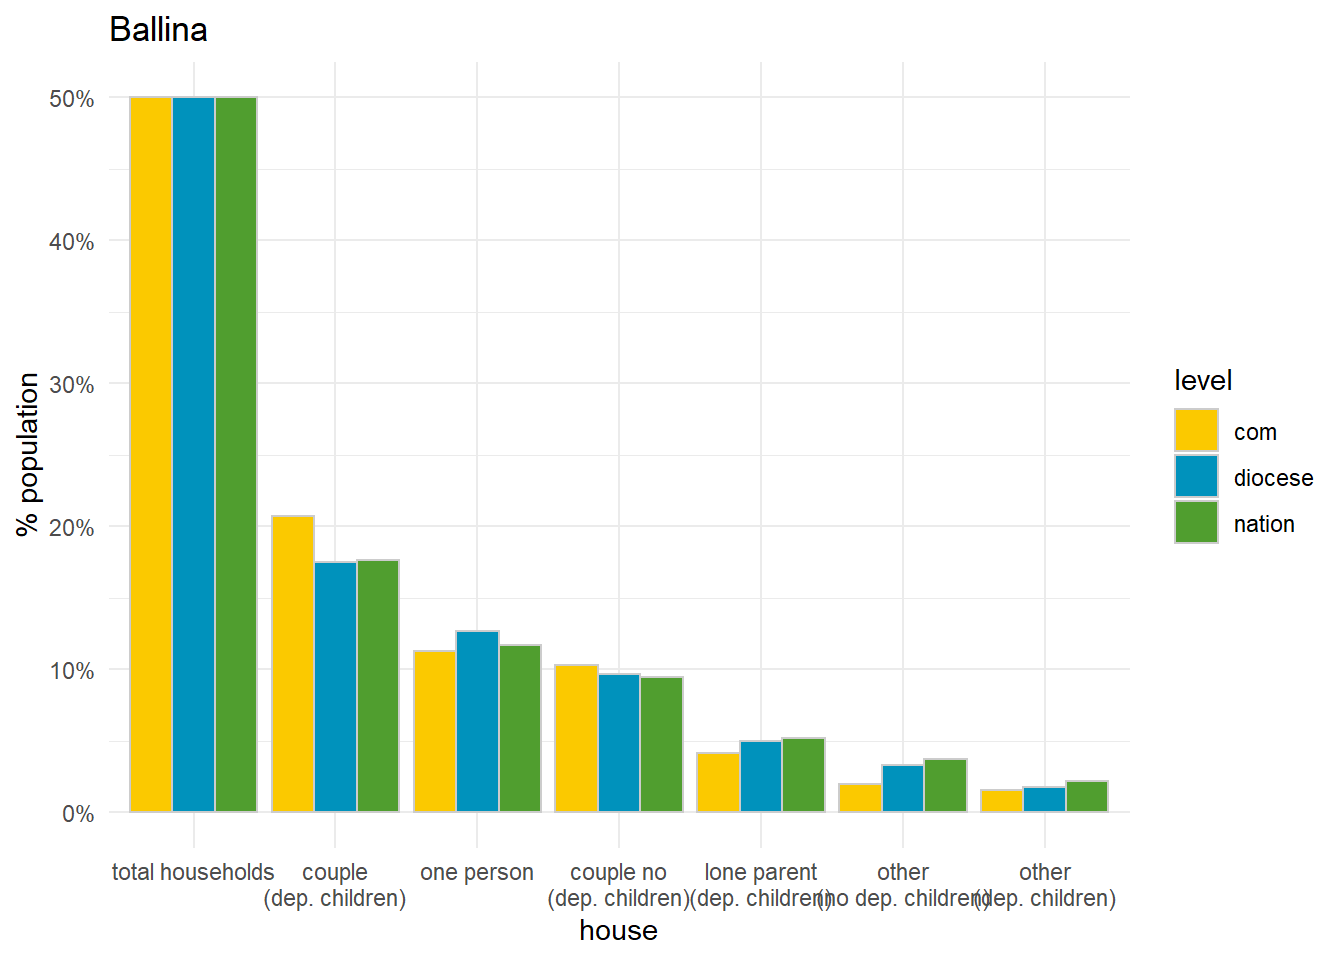 Ballina
50%
40%
30%
20%
10%
0%
% population
total households
couple
(dep. children)
one person
couple no
(dep. children)
lone parent
(dep. children)
other
(no dep. children)
other
(dep. children)
house
level
com
diocese
nation